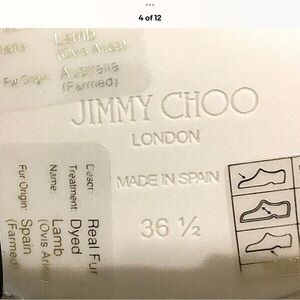 4 of 12
Lamb
(Ovis Aries)
Fur Origin: Australia
(Farmed)
JIMMY CHOO
LONDON
MADE IN SPAIN
36 ½
Descr: Real Fur
Treatment: Dyed
Name: Lamb
(Ovis Aries)
Fur Origin: Spain
(Farmed